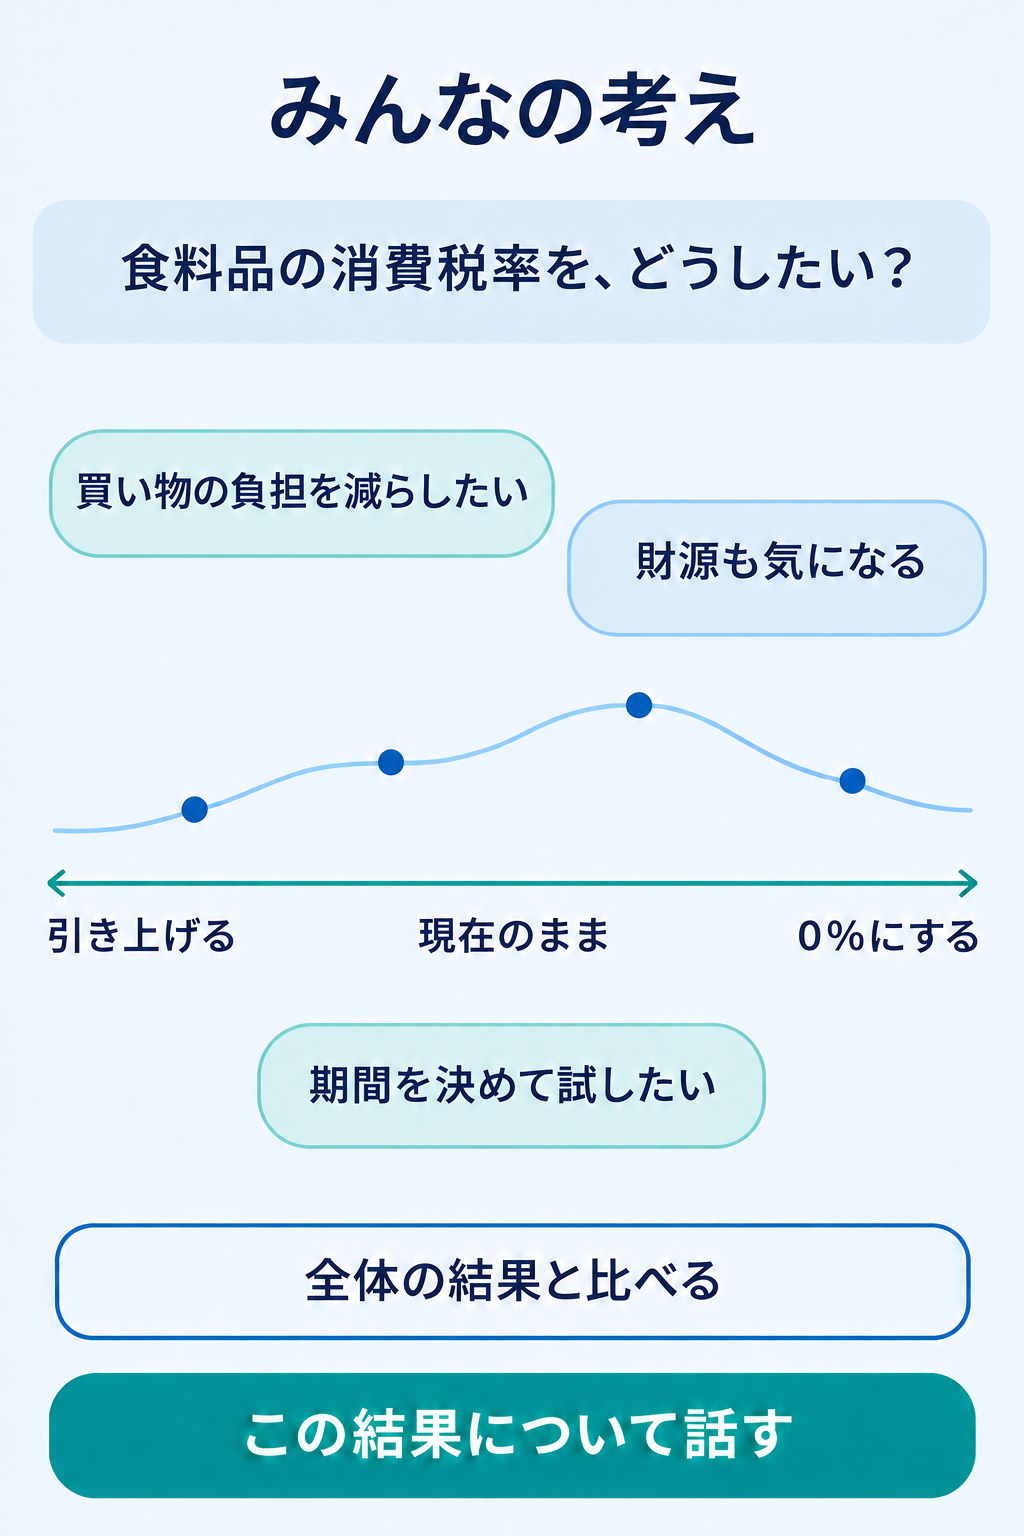 みんなの考え
食料品の消費税率を、どうしたい？
買い物の負担を減らしたい
財源も気になる
引き上げる
現在のまま
0%にする
期間を決めて試したい
全体の結果と比べる
この結果について話す